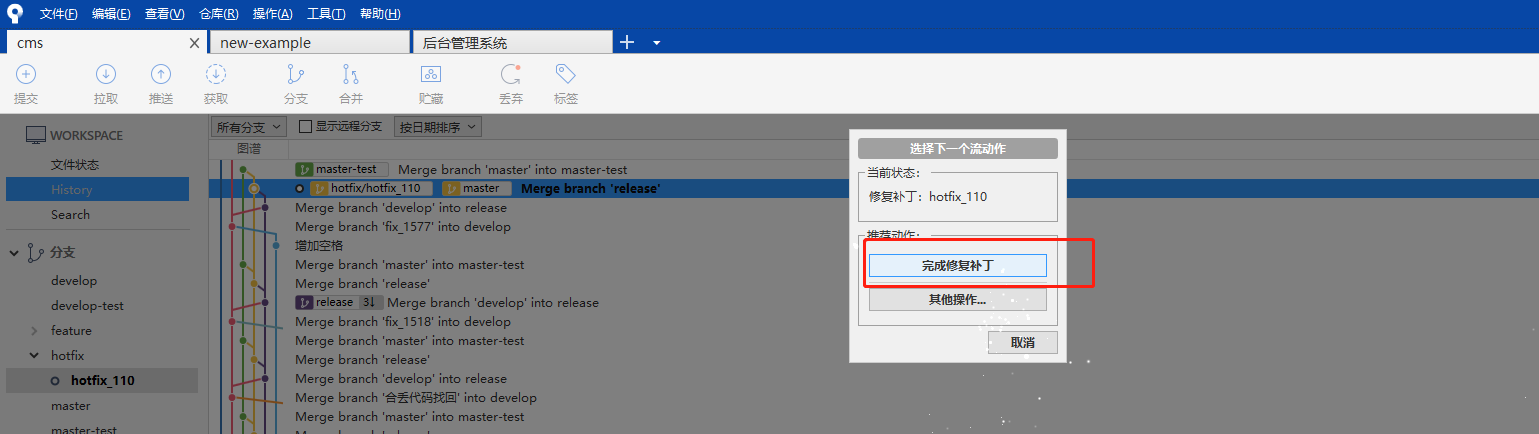 文件(F) 编辑(E) 查看(V) 仓库(R) 操作(A) 工具(T) 帮助(H)
cms new-example 后台管理系统
提交 拉取 推送 获取 分支 合并 贮藏 丢弃 标签
WORKSPACE
文件状态
History
Search
分支
develop
develop-test
feature
hotfix
hotfix_110
master
master-test
所有分支 显示远程分支 按日期排序
图谱
master-test Merge branch 'master' into master-test
hotfix/hotfix_110 master Merge branch 'release'
Merge branch 'develop' into release
Merge branch 'fix_1577' into develop
增加空格
Merge branch 'master' into master-test
Merge branch 'release'
release 3↓ Merge branch 'develop' into release
Merge branch 'fix_1518' into develop
Merge branch 'master' into master-test
Merge branch 'release'
Merge branch 'develop' into release
Merge branch '合丢代码找回' into develop
Merge branch 'master' into master-test
Merge branch 'release'
选择下一个流动作
当前状态：
修复补丁：hotfix_110
推荐动作：
完成修复补丁
其他操作...
取消